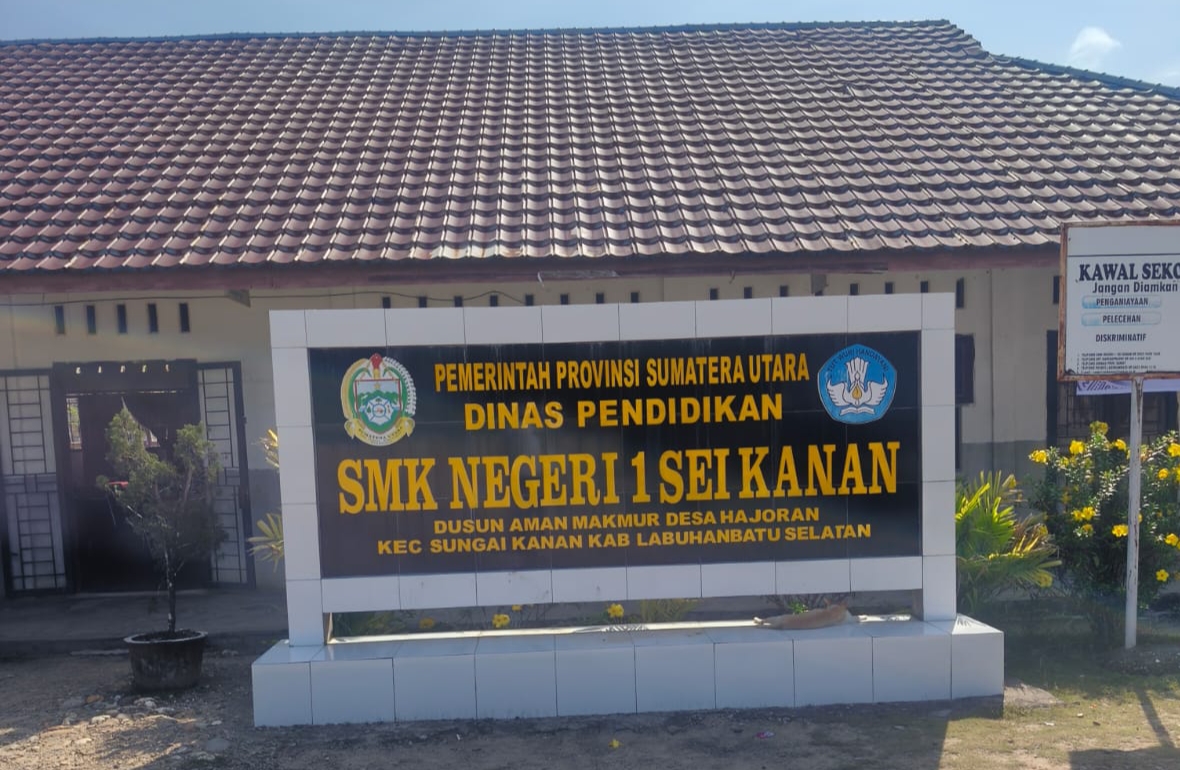 PEMERINTAH PROVINSI SUMATERA UTARA
DINAS PENDIDIKAN
SMK NEGERI 1 SEI KANAN
DUSUN AMAN MAKMUR DESA HAJORAN
KEC SUNGAI KANAN KAB LABUHANBATU SELATAN
KAWAL SEKO
Jangan Diamkan
PENGANIAYAAN
PELECEHAN
DISKRIMINATIF